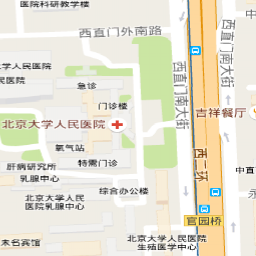 医院科研教学楼
西直门外南路
大学人民医院
急诊
门诊楼
北京大学人民医院
氧气站
特需门诊
肝病研究所
北京大学人民医院
乳腺中心
综合办公楼
大学人民医院
乳腺中心
未名宾馆
北京大学人民医院
生殖医学中心
官园桥
西直门南大街
西直门南大街
吉祥餐厅
西二环
中直
永